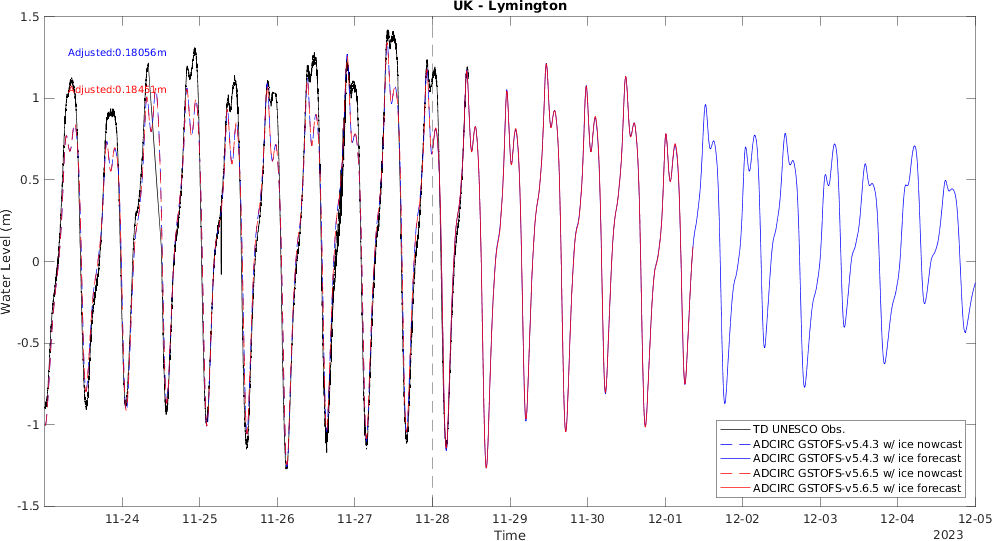 UK - Lymington
1.5
Adjusted:0.18056m
Adjusted:0.18451m
1
0.5
0
-0.5
-1
-1.5
Water Level (m)
TD UNESCO Obs.
ADCIRC GSTOFS-v5.4.3 w/ ice nowcast
ADCIRC GSTOFS-v5.4.3 w/ ice forecast
ADCIRC GSTOFS-v5.6.5 w/ ice nowcast
ADCIRC GSTOFS-v5.6.5 w/ ice forecast
11-24 11-25 11-26 11-27 11-28 11-29 11-30 12-01 12-02 12-03 12-04 12-05
Time
2023